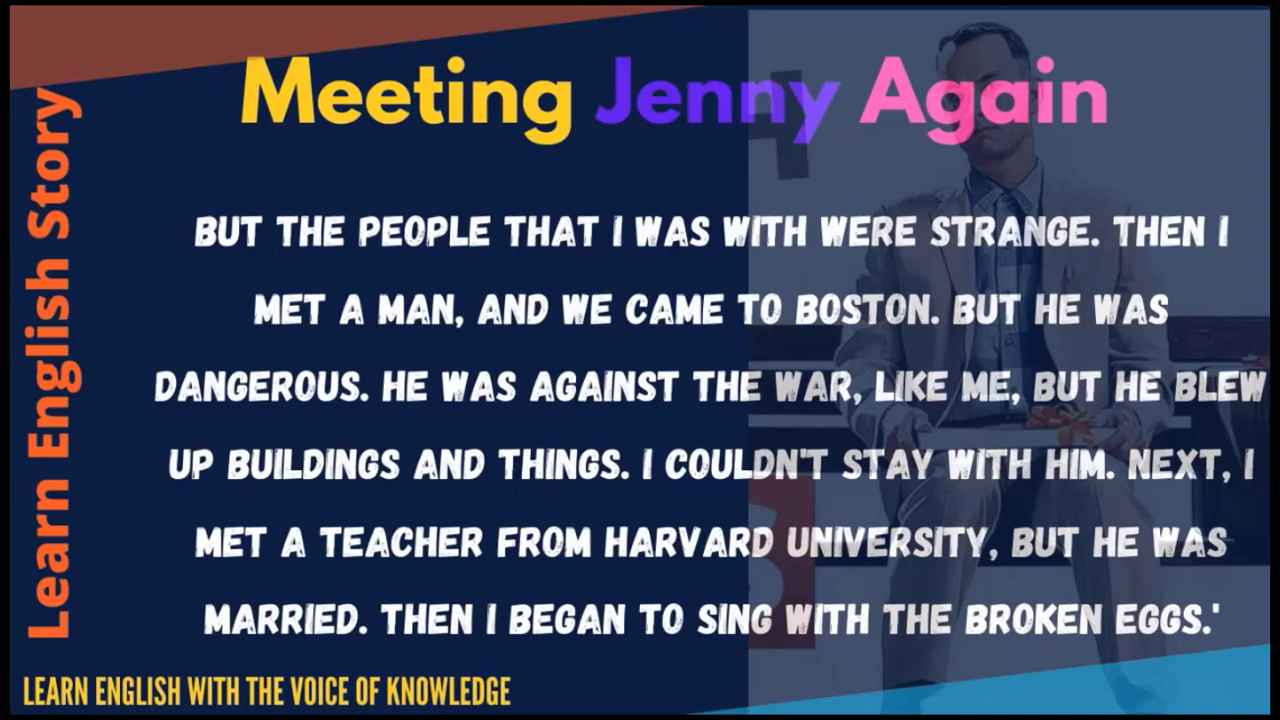 Meeting Jenny Again
Learn English Story
BUT THE PEOPLE THAT I WAS WITH WERE STRANGE. THEN I
MET A MAN, AND WE CAME TO BOSTON. BUT HE WAS
DANGEROUS. HE WAS AGAINST THE WAR, LIKE ME, BUT HE BLEW
UP BUILDINGS AND THINGS. I COULDN'T STAY WITH HIM. NEXT, I
MET A TEACHER FROM HARVARD UNIVERSITY, BUT HE WAS
MARRIED. THEN I BEGAN TO SING WITH THE BROKEN EGGS.'
LEARN ENGLISH WITH THE VOICE OF KNOWLEDGE